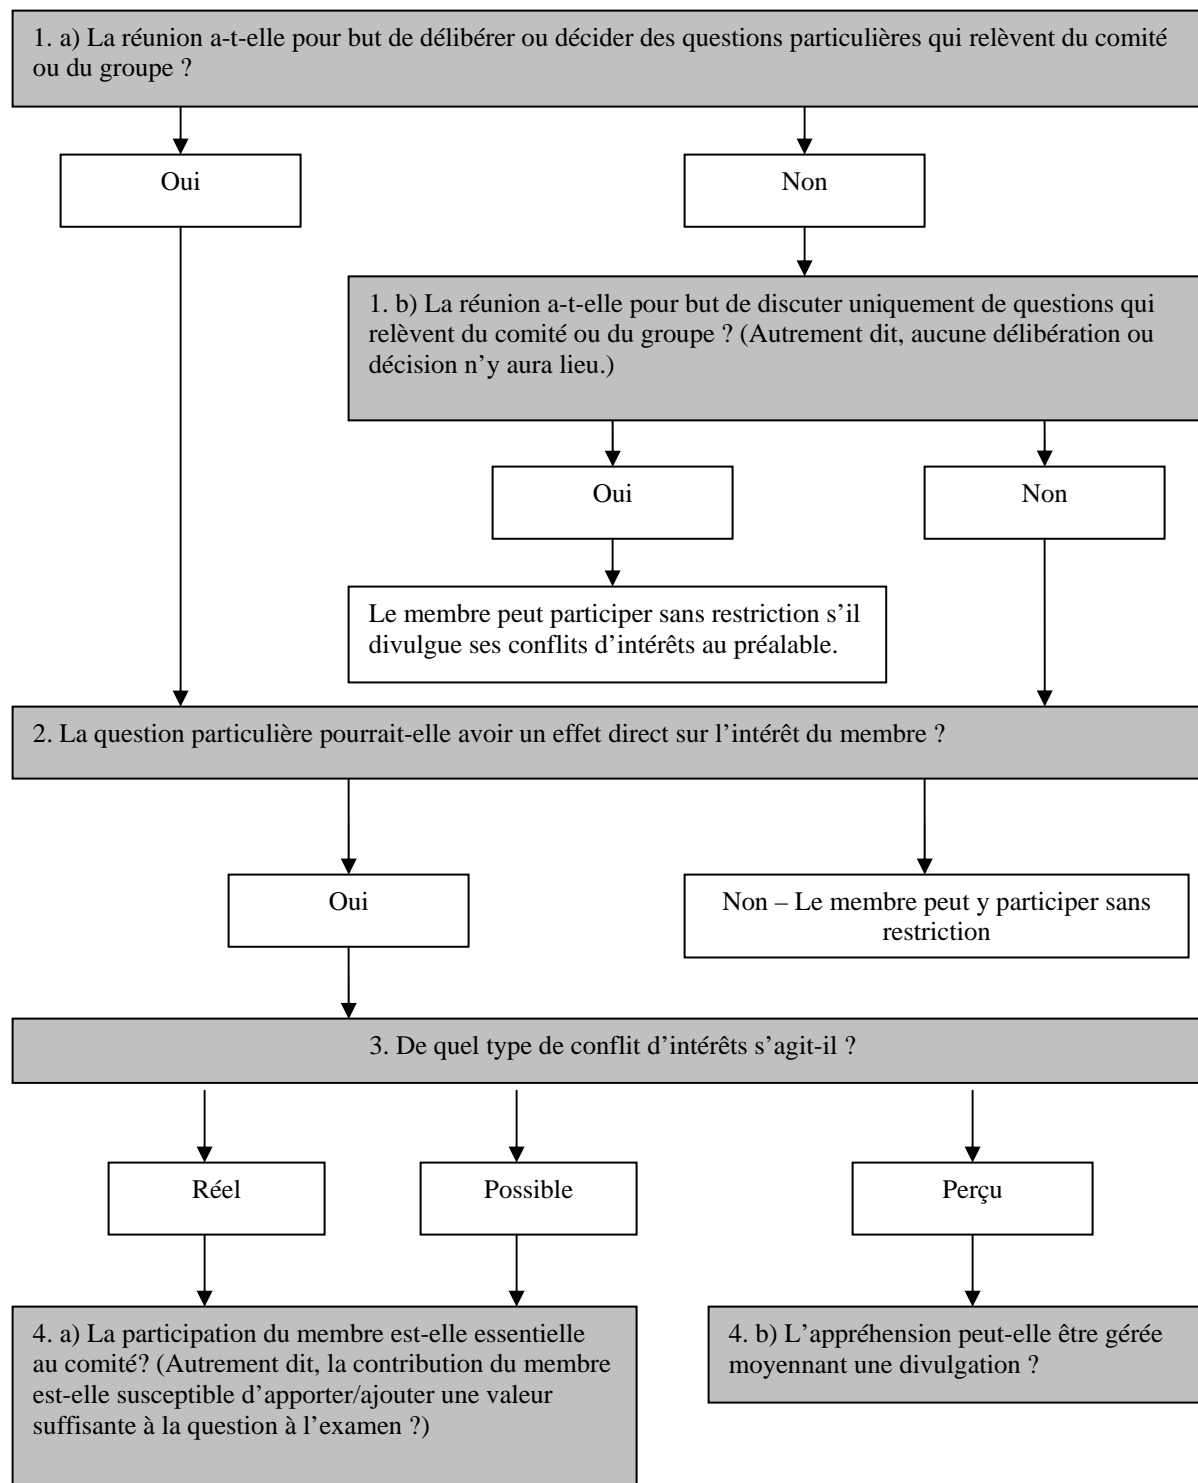 1. a) La réunion a-t-elle pour but de délibérer ou décider des questions particulières qui relèvent du comité
ou du groupe ?
Oui
Non
1. b) La réunion a-t-elle pour but de discuter uniquement de questions qui
relèvent du comité ou du groupe ? (Autrement dit, aucune délibération ou
décision n’y aura lieu.)
Oui
Non
Le membre peut participer sans restriction s’il
divulgue ses conflits d’intérêts au préalable.
2. La question particulière pourrait-elle avoir un effet direct sur l’intérêt du membre ?
Oui
Non – Le membre peut y participer sans
restriction
3. De quel type de conflit d’intérêts s’agit-il ?
Réel
Possible
Perçu
4. a) La participation du membre est-elle essentielle
au comité? (Autrement dit, la contribution du membre
est-elle susceptible d’apporter/ajouter une valeur
suffisante à la question à l’examen ?)
4. b) L’appréhension peut-elle être gérée
moyennant une divulgation ?